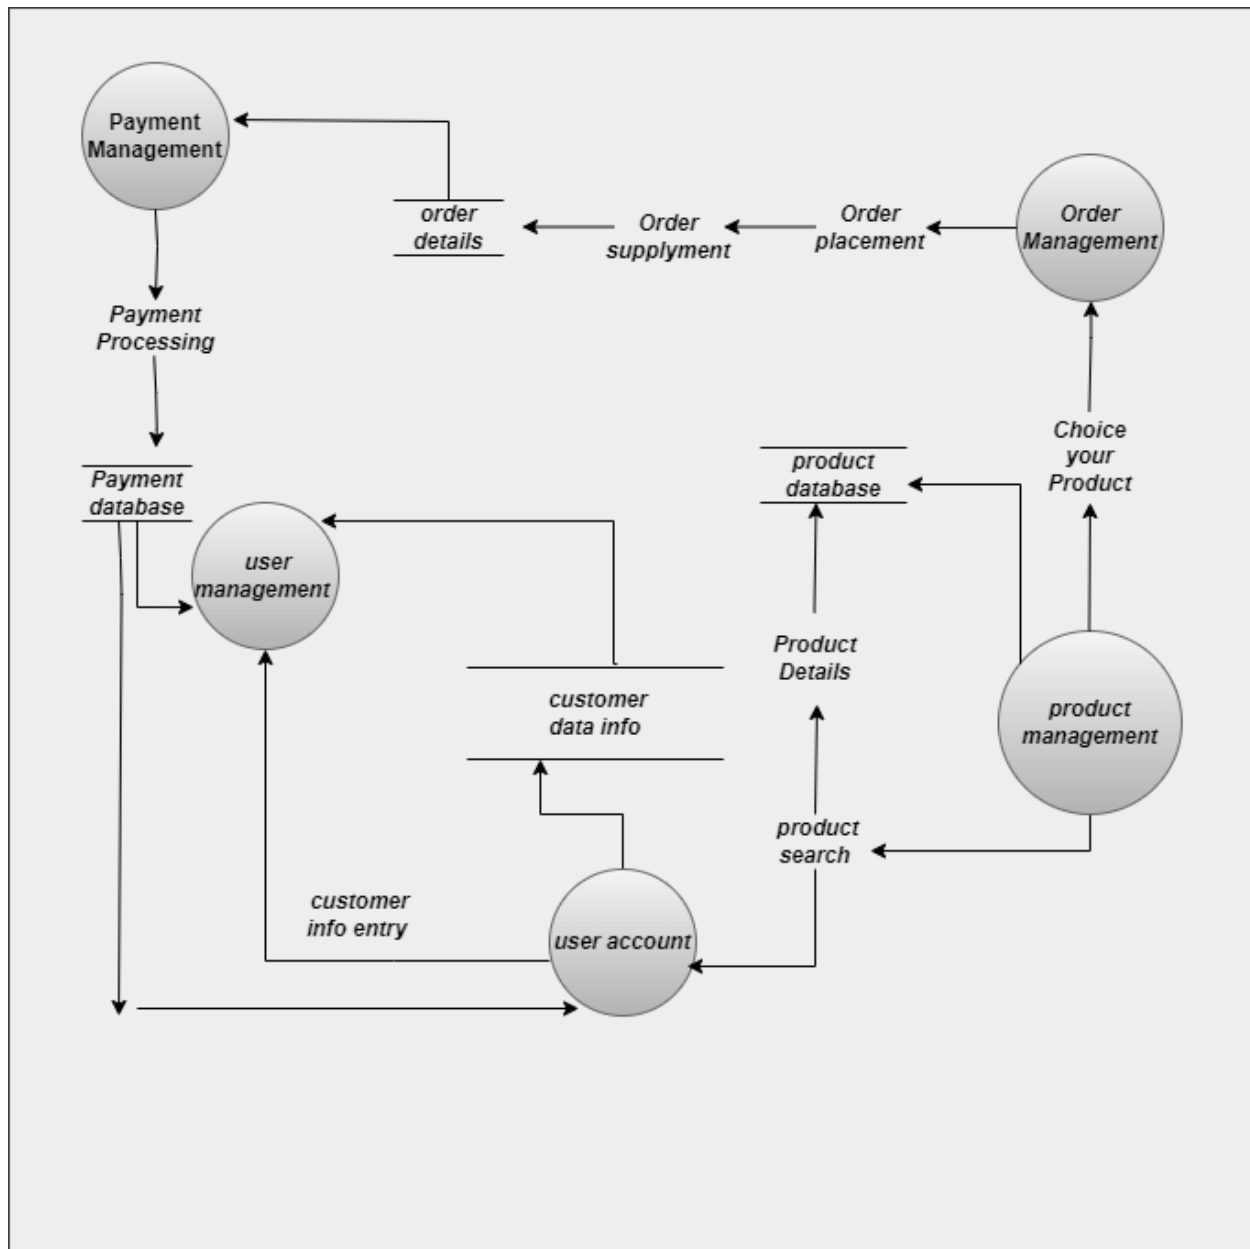 Payment
Management
order
details
Order
supplyment
Order
placement
Order
Management
Payment
Processing
Choice
your
Product
product
database
Payment
database
user
management
Product
Details
customer
data info
product
management
product
search
customer
info entry
user account